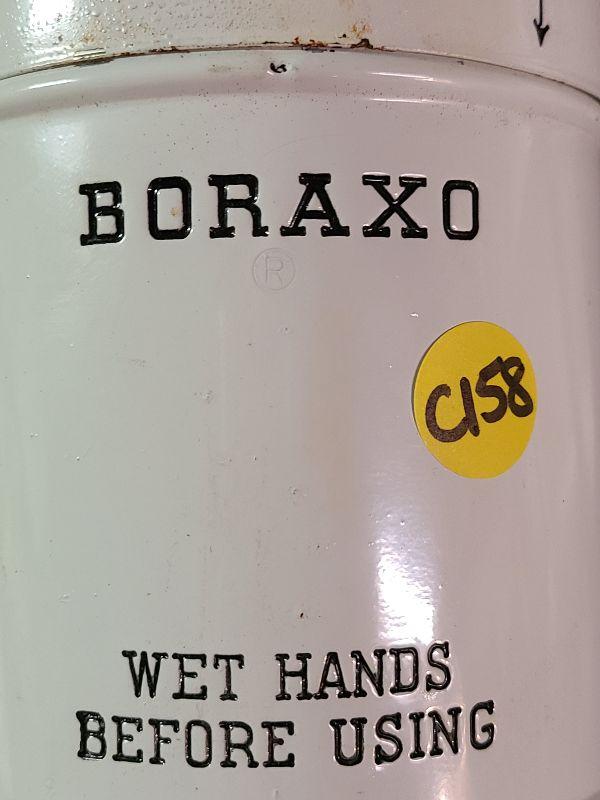 BORAXO
®
C158
WET HANDS
BEFORE USING